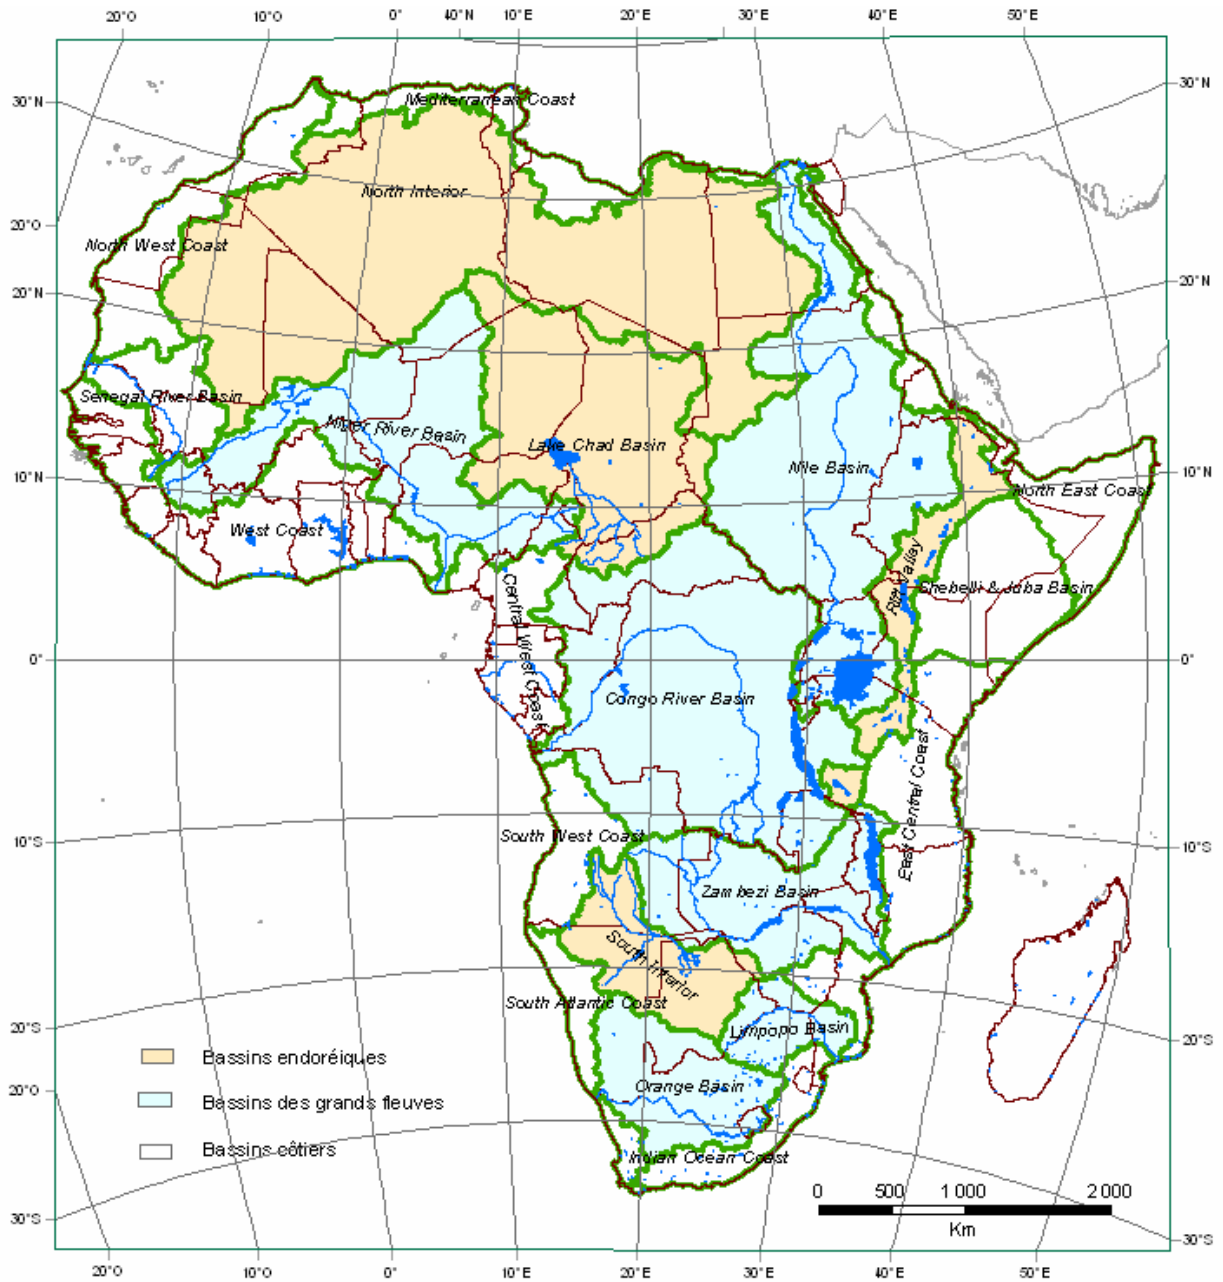 20°O 10°O 0° 40°N 10°E 20°E 30°E 40°E 50°E
30°N 30°N
Mediterranean Coast
North Interior
20°O
North West Coast
20°N 20°N
Senegal River Basin
Niger River Basin
Lake Chad Basin
Nile Basin
10°N 10°N
North East Coast
West Coast
Rift Valley
Shebelli & Juba Basin
Central West Coast
0° 0°
Congo River Basin
East Central Coast
South West Coast
10°S 10°S
Zambezi Basin
South Interior
South Atlantic Coast
Limpopo Basin
20°S 20°S
Bassins endoréiques
Orange Basin
20°O
Bassins des grands fleuves
Bassins côtiers
Indian Ocean Coast
0 500 1 000 2 000
Km
30°S 30°S
20°O 10°O 0° 10°E 20°E 30°E 40°E 50°E